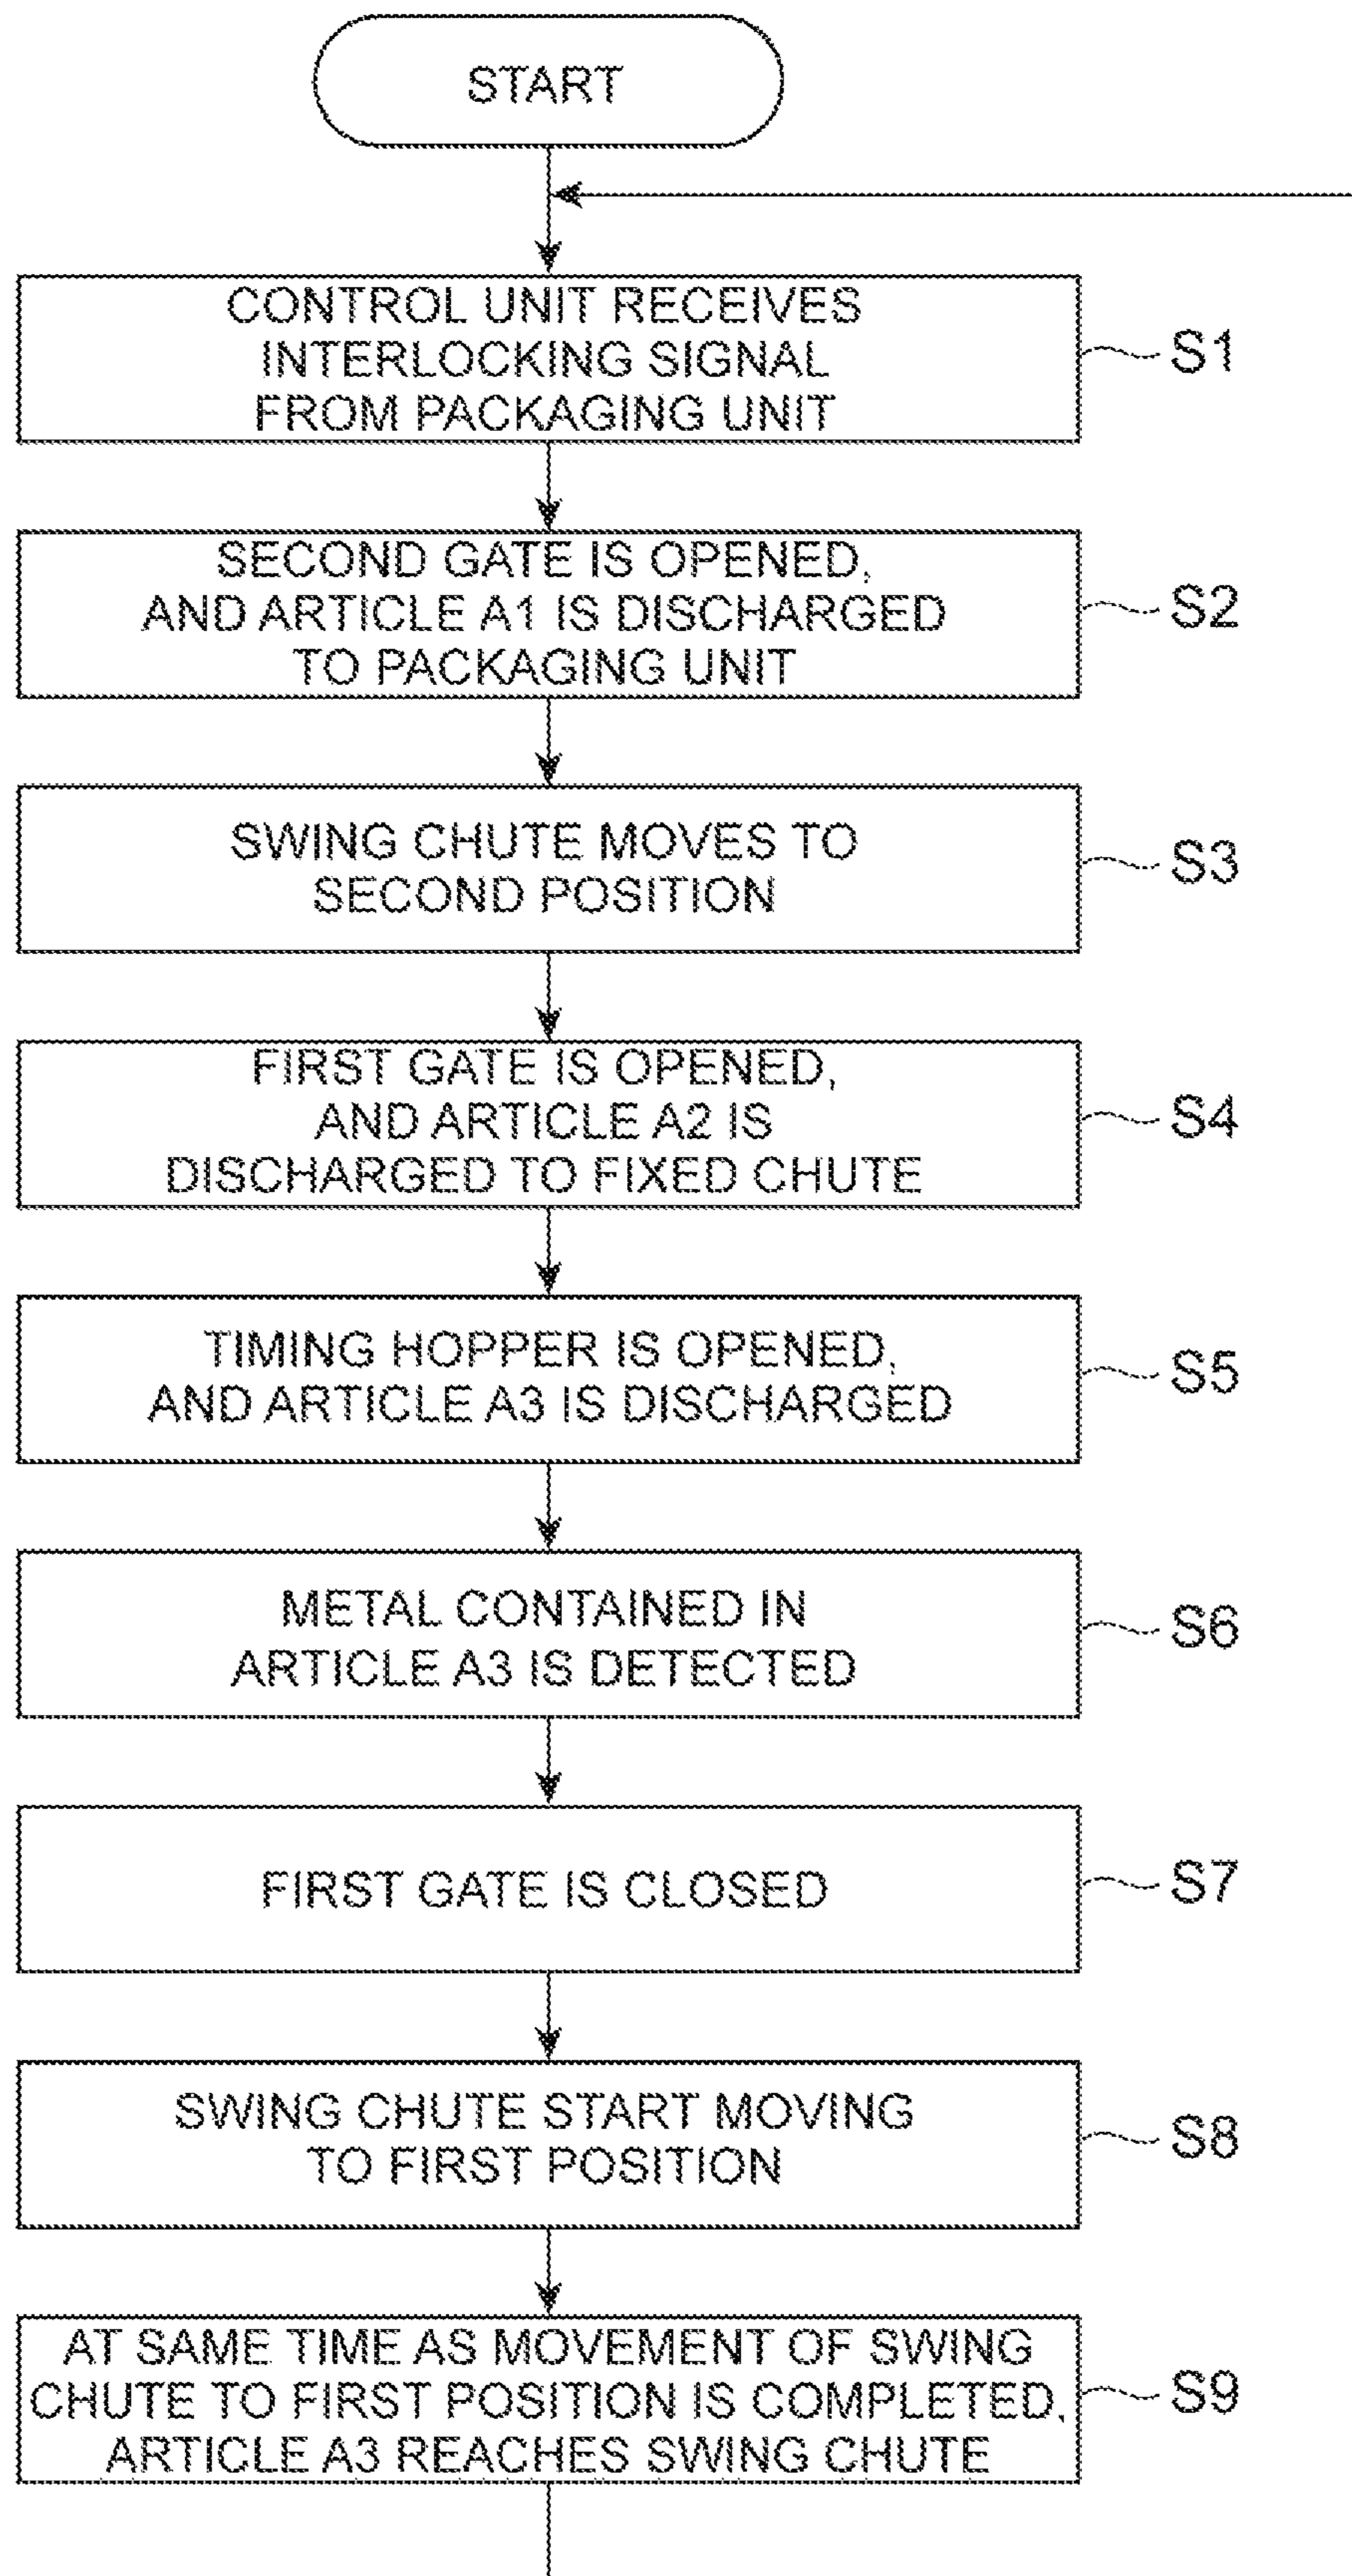 START
CONTROL UNIT RECEIVES
INTERLOCKING SIGNAL
FROM PACKAGING UNIT
S1
SECOND GATE IS OPENED,
AND ARTICLE A1 IS DISCHARGED
TO PACKAGING UNIT
S2
SWING CHUTE MOVES TO
SECOND POSITION
S3
FIRST GATE IS OPENED,
AND ARTICLE A2 IS
DISCHARGED TO FIXED CHUTE
S4
TIMING HOPPER IS OPENED,
AND ARTICLE A3 IS DISCHARGED
S5
METAL CONTAINED IN
ARTICLE A3 IS DETECTED
S6
FIRST GATE IS CLOSED
S7
SWING CHUTE START MOVING
TO FIRST POSITION
S8
AT SAME TIME AS MOVEMENT OF SWING
CHUTE TO FIRST POSITION IS COMPLETED,
ARTICLE A3 REACHES SWING CHUTE
S9